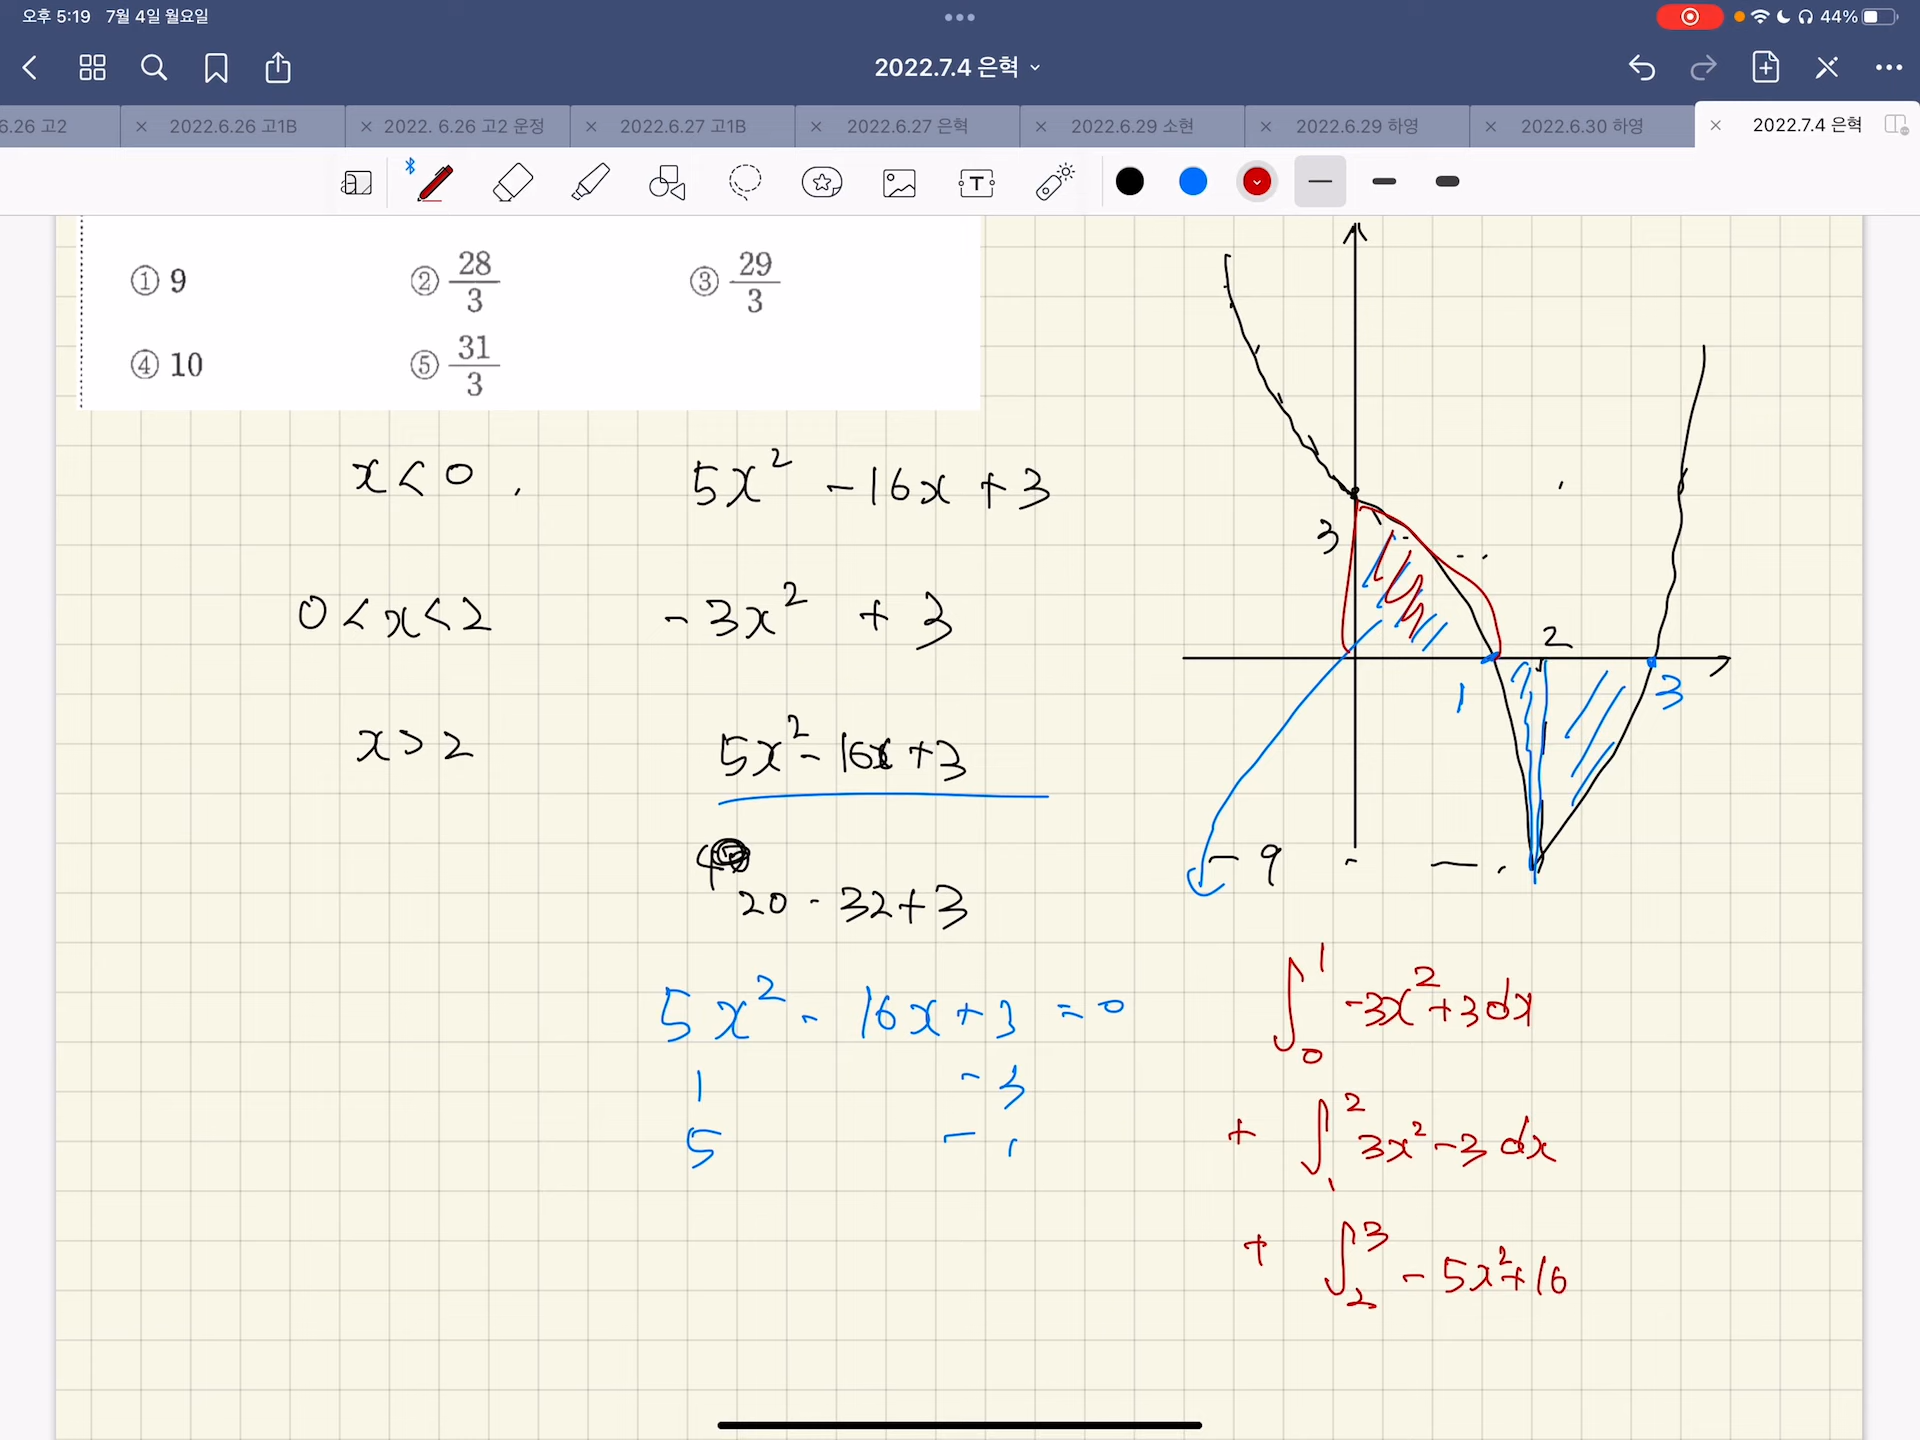 오후 5:19 7월 4일 월요일
44%
2022.7.4 은혁
6.26 고2
2022.6.26 고1B
2022. 6.26 고2 운정
2022.6.27 고1B
2022.6.27 은혁
2022.6.29 소현
2022.6.29 하영
2022.6.30 하영
2022.7.4 은혁
① 9 ② 28/3 ③ 29/3
④ 10 ⑤ 31/3
x<0, 5x² -16x +3
0<x<2 -3x² + 3
x>2 5x² - 16x +3
20 - 32+3
5x² - 16x+3 =0
1 -3
5 -1
3
2
1
3
-9
∫₀¹ -3x²+3dx
+ ∫₁² 3x²-3 dx
+ ∫₂³ -5x²+16